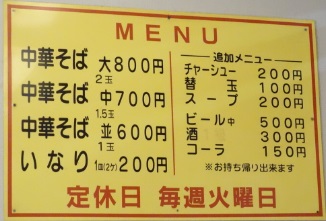 MENU
中華そば 大800円
2玉
中華そば 中700円
1.5玉
中華そば 並600円
1玉
いなり 1皿(2ケ)200円
追加メニュー
チャーシュー 200円
替玉 100円
スープ 200円
ビール中 500円
酒 300円
コーラ 150円
※お持ち帰り出来ます
定休日 毎週火曜日